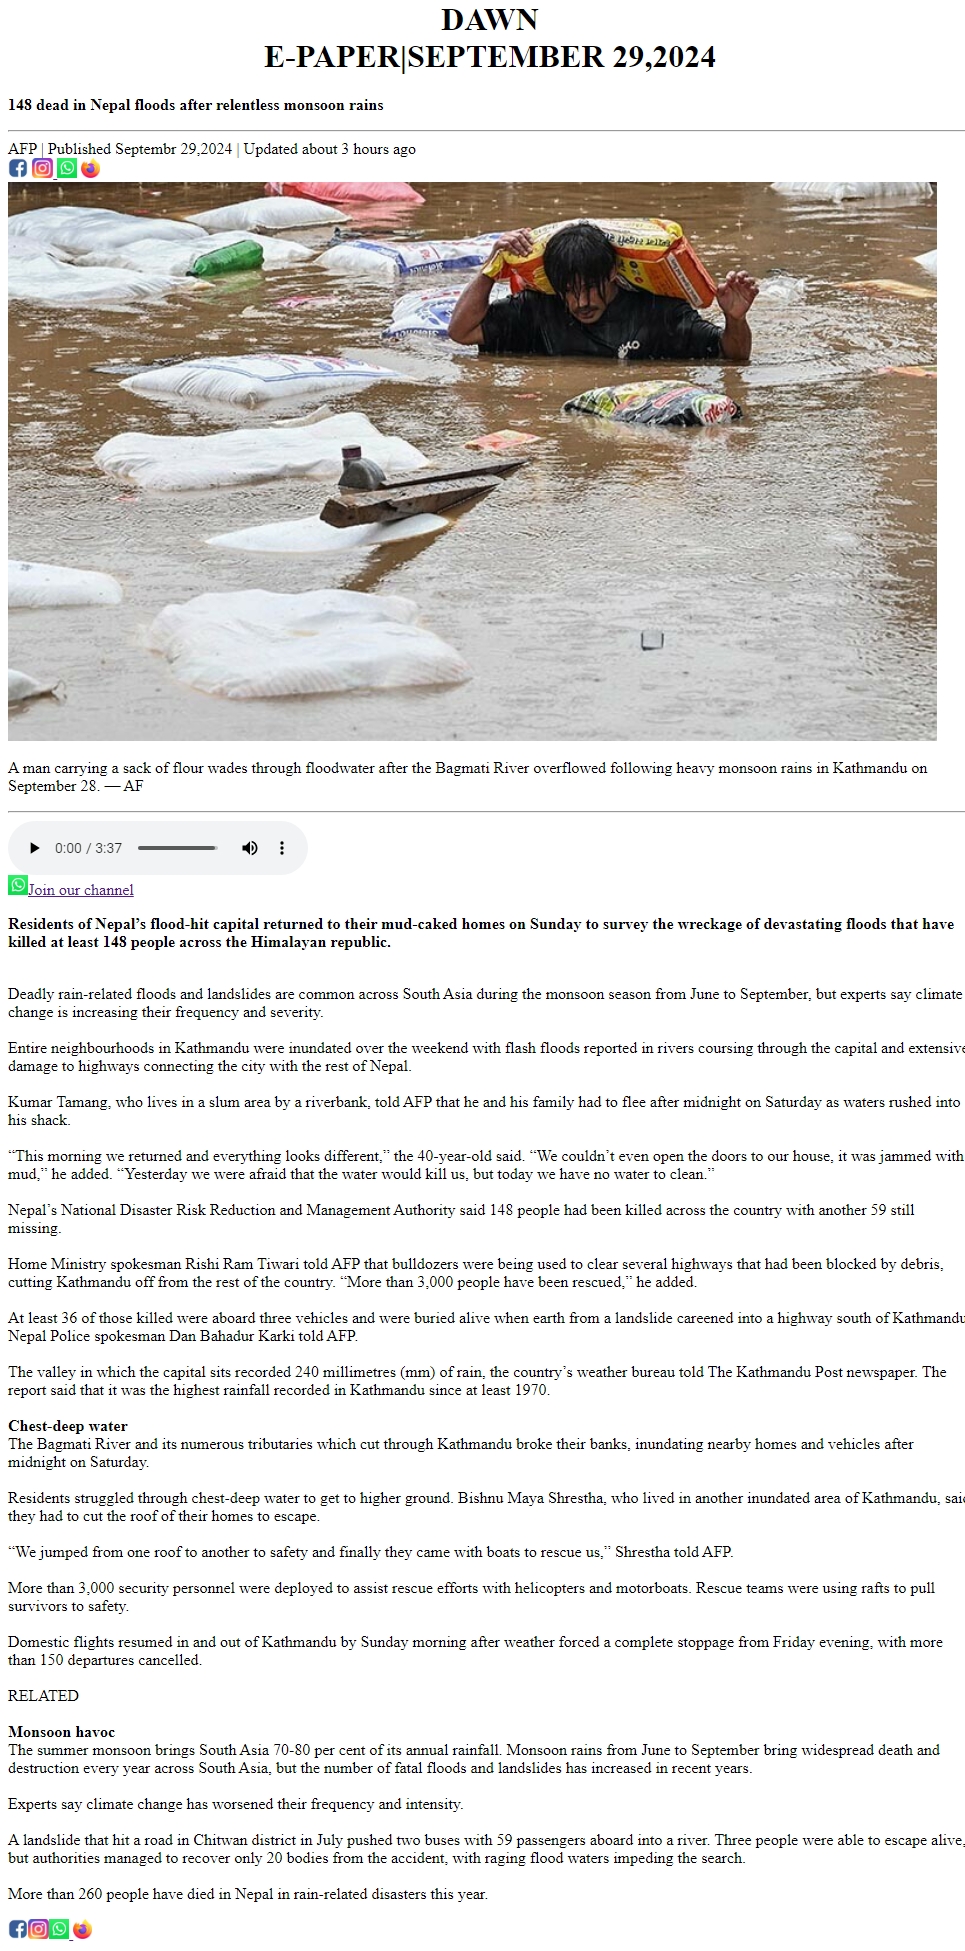 DAWN
E-PAPER|SEPTEMBER 29,2024
148 dead in Nepal floods after relentless monsoon rains
AFP | Published Septembr 29,2024 | Updated about 3 hours ago
A man carrying a sack of flour wades through floodwater after the Bagmati River overflowed following heavy monsoon rains in Kathmandu on
September 28. — AF
0:00 / 3:37
Join our channel
Residents of Nepal’s flood-hit capital returned to their mud-caked homes on Sunday to survey the wreckage of devastating floods that have
killed at least 148 people across the Himalayan republic.
Deadly rain-related floods and landslides are common across South Asia during the monsoon season from June to September, but experts say climate
change is increasing their frequency and severity.
Entire neighbourhoods in Kathmandu were inundated over the weekend with flash floods reported in rivers coursing through the capital and extensive
damage to highways connecting the city with the rest of Nepal.
Kumar Tamang, who lives in a slum area by a riverbank, told AFP that he and his family had to flee after midnight on Saturday as waters rushed into
his shack.
“This morning we returned and everything looks different,” the 40-year-old said. “We couldn’t even open the doors to our house, it was jammed with
mud,” he added. “Yesterday we were afraid that the water would kill us, but today we have no water to clean.”
Nepal’s National Disaster Risk Reduction and Management Authority said 148 people had been killed across the country with another 59 still
missing.
Home Ministry spokesman Rishi Ram Tiwari told AFP that bulldozers were being used to clear several highways that had been blocked by debris,
cutting Kathmandu off from the rest of the country. “More than 3,000 people have been rescued,” he added.
At least 36 of those killed were aboard three vehicles and were buried alive when earth from a landslide careened into a highway south of Kathmandu
Nepal Police spokesman Dan Bahadur Karki told AFP.
The valley in which the capital sits recorded 240 millimetres (mm) of rain, the country’s weather bureau told The Kathmandu Post newspaper. The
report said that it was the highest rainfall recorded in Kathmandu since at least 1970.
Chest-deep water
The Bagmati River and its numerous tributaries which cut through Kathmandu broke their banks, inundating nearby homes and vehicles after
midnight on Saturday.
Residents struggled through chest-deep water to get to higher ground. Bishnu Maya Shrestha, who lived in another inundated area of Kathmandu, said
they had to cut the roof of their homes to escape.
“We jumped from one roof to another to safety and finally they came with boats to rescue us,” Shrestha told AFP.
More than 3,000 security personnel were deployed to assist rescue efforts with helicopters and motorboats. Rescue teams were using rafts to pull
survivors to safety.
Domestic flights resumed in and out of Kathmandu by Sunday morning after weather forced a complete stoppage from Friday evening, with more
than 150 departures cancelled.
RELATED
Monsoon havoc
The summer monsoon brings South Asia 70-80 per cent of its annual rainfall. Monsoon rains from June to September bring widespread death and
destruction every year across South Asia, but the number of fatal floods and landslides has increased in recent years.
Experts say climate change has worsened their frequency and intensity.
A landslide that hit a road in Chitwan district in July pushed two buses with 59 passengers aboard into a river. Three people were able to escape alive,
but authorities managed to recover only 20 bodies from the accident, with raging flood waters impeding the search.
More than 260 people have died in Nepal in rain-related disasters this year.